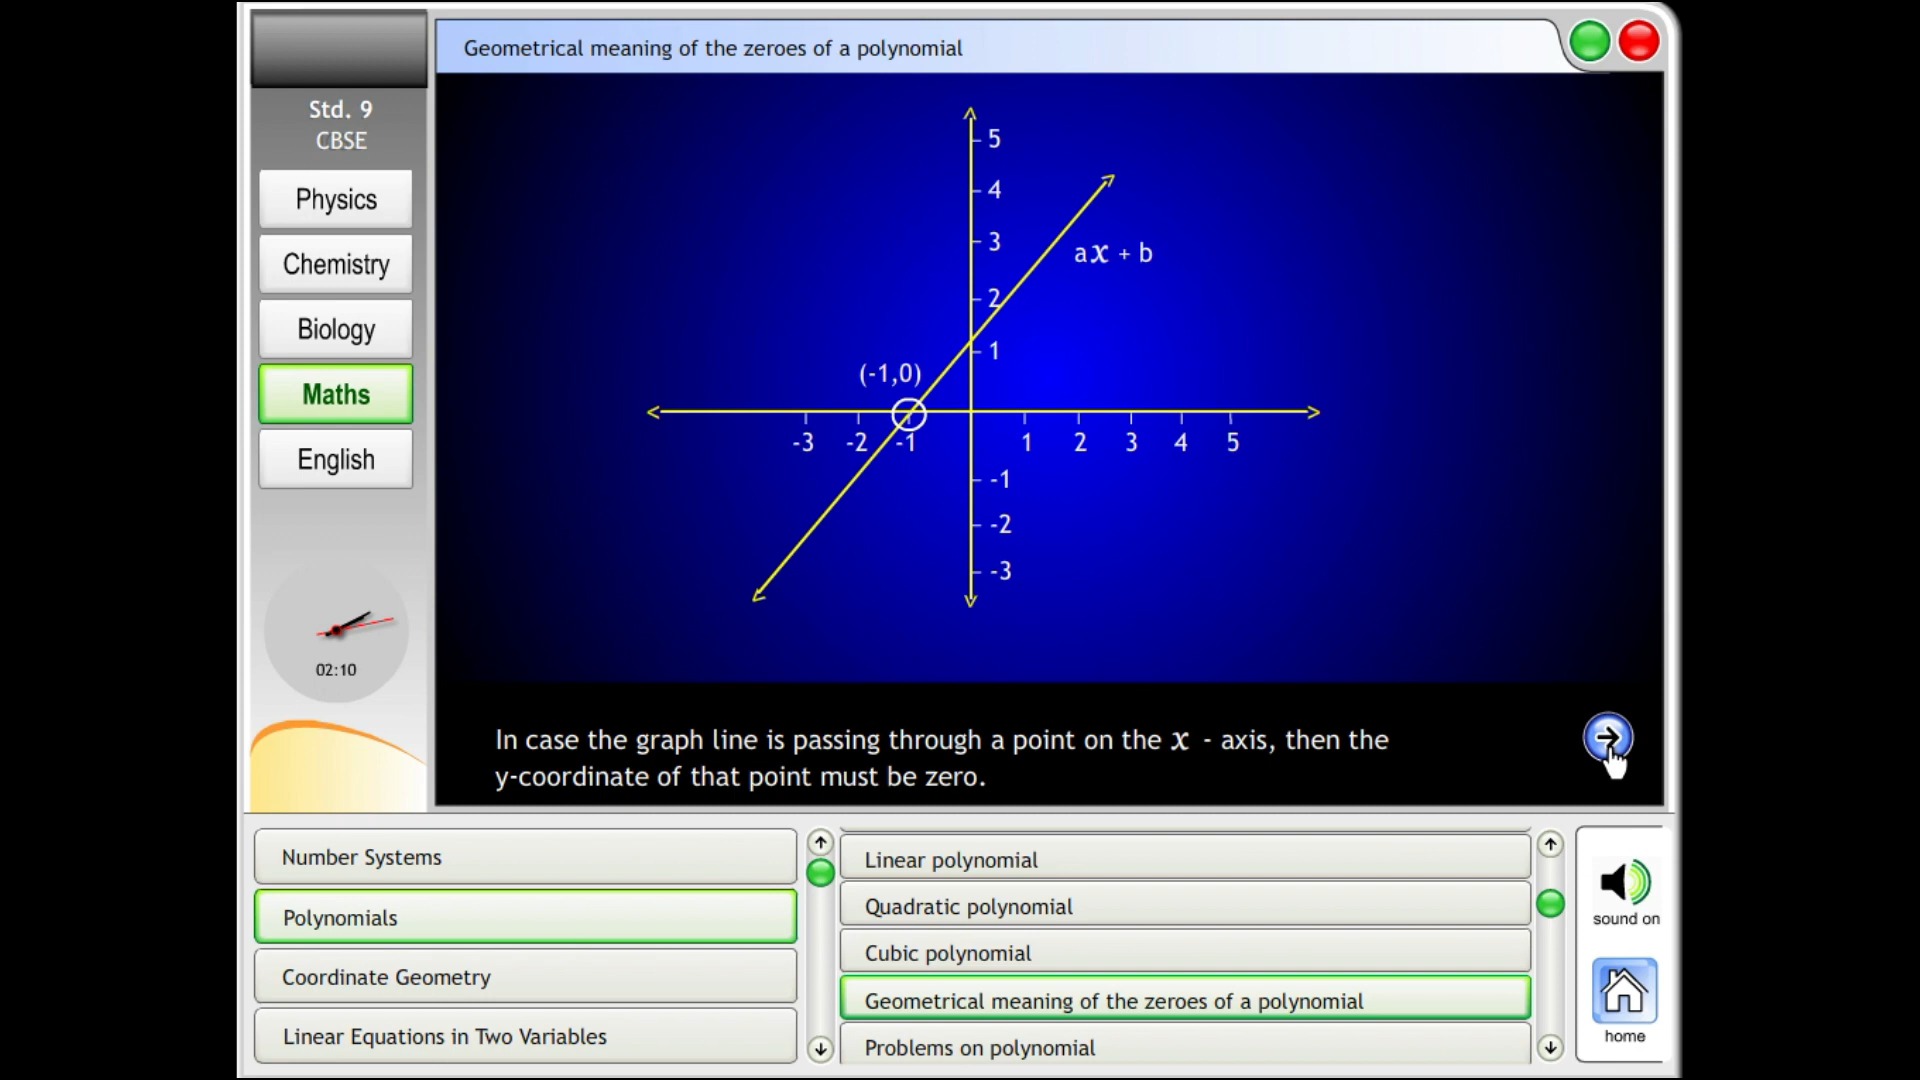 Geometrical meaning of the zeroes of a polynomial
Std. 9
CBSE
Physics
Chemistry
Biology
Maths
English
02:10
5
4
3
2
1
ax + b
(-1,0)
-3 -2 -1 1 2 3 4 5
-1
-2
-3
In case the graph line is passing through a point on the x - axis, then the
y-coordinate of that point must be zero.
Number Systems
Polynomials
Coordinate Geometry
Linear Equations in Two Variables
Linear polynomial
Quadratic polynomial
Cubic polynomial
Geometrical meaning of the zeroes of a polynomial
Problems on polynomial
sound on
home